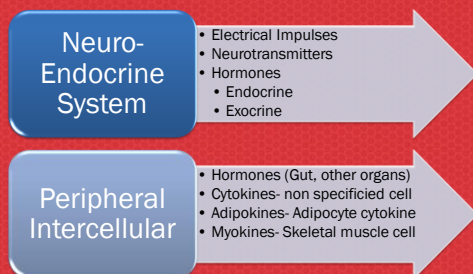 Neuro-
Endocrine
System
• Electrical Impulses
• Neurotransmitters
• Hormones
• Endocrine
• Exocrine
Peripheral
Intercellular
• Hormones (Gut, other organs)
• Cytokines- non specificied cell
• Adipokines- Adipocyte cytokine
• Myokines- Skeletal muscle cell